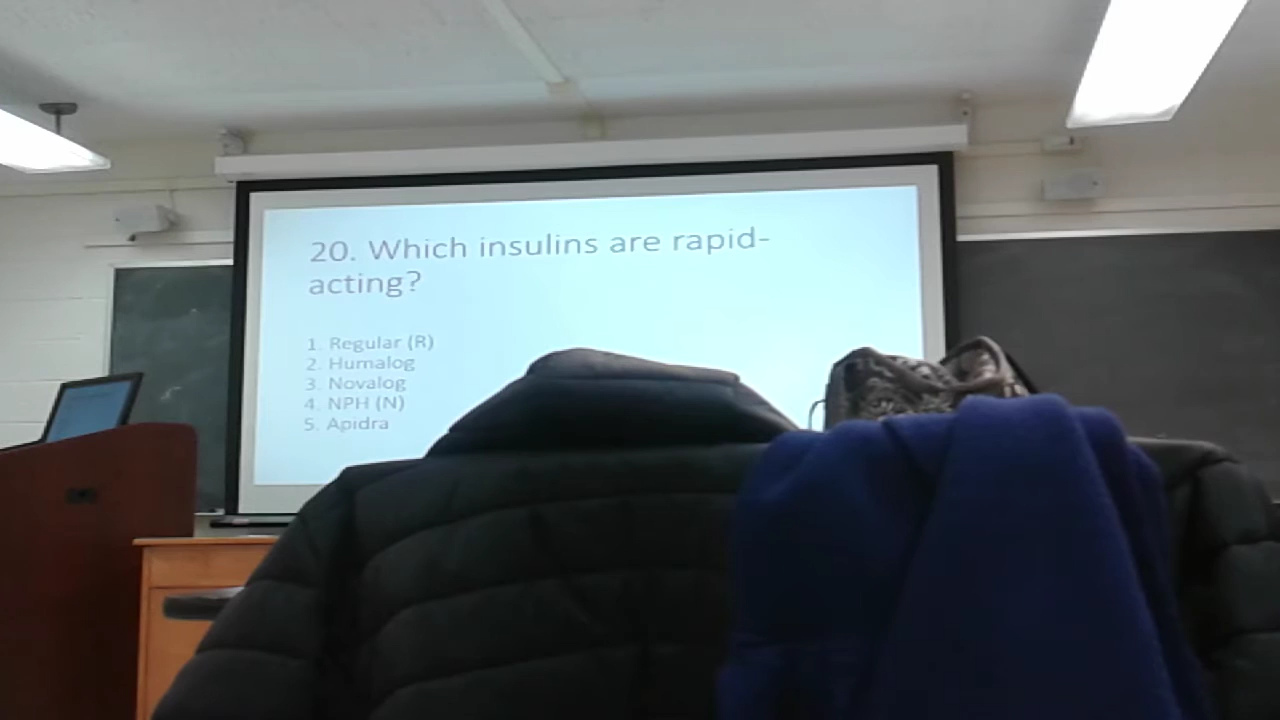 20. Which insulins are rapid-
acting?
1. Regular (R)
2. Humalog
3. Novalog
4. NPH (N)
5. Apidra